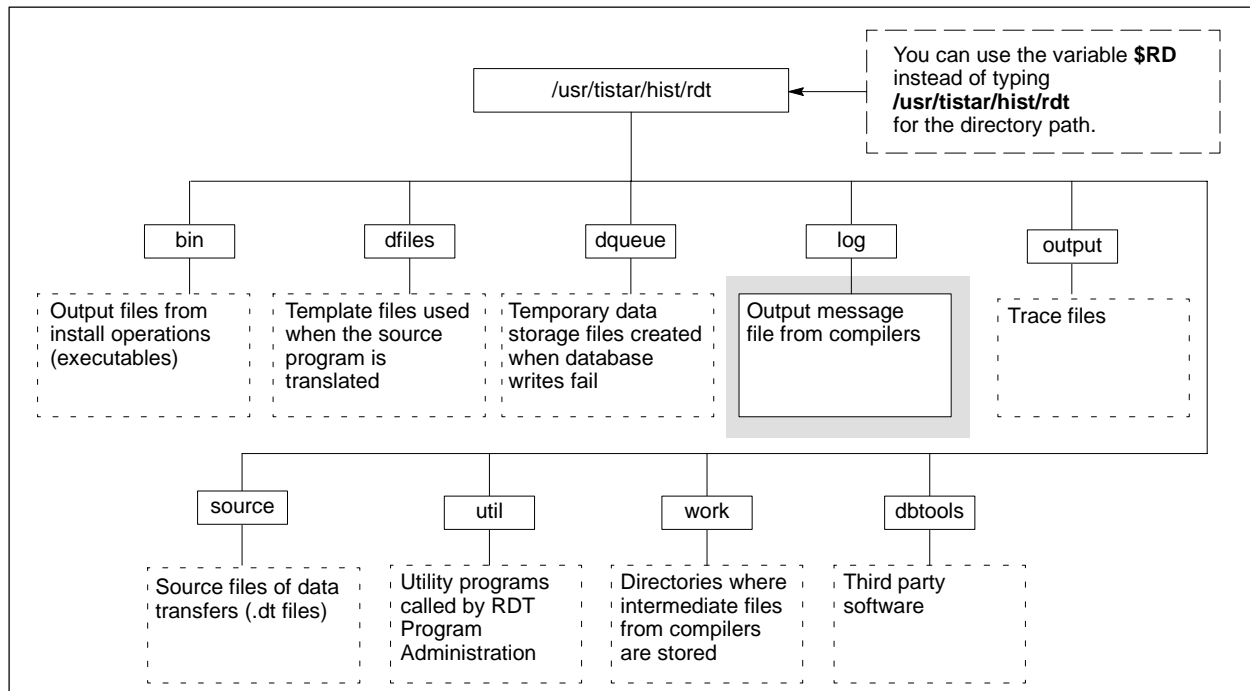 You can use the variable $RD
instead of typing
/usr/tistar/hist/rdt
for the directory path.
/usr/tistar/hist/rdt
bin
dfiles
dqueue
log
output
Output files from
install operations
(executables)
Template files used
when the source
program is
translated
Temporary data
storage files created
when database
writes fail
Output message
file from compilers
Trace files
source
util
work
dbtools
Source files of data
transfers (.dt files)
Utility programs
called by RDT
Program
Administration
Directories where
intermediate files
from compilers
are stored
Third party
software